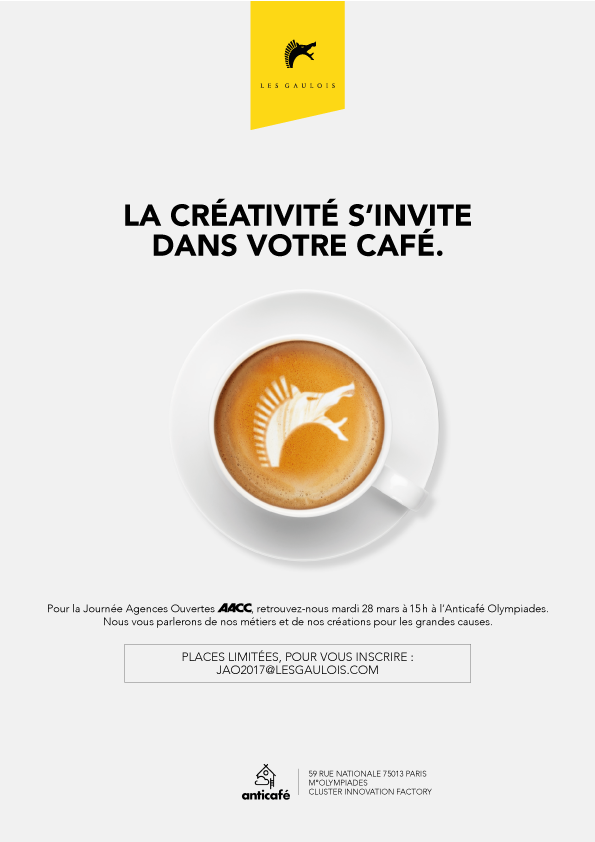 LES GAULOIS
LA CRÉATIVITÉ S’INVITE
DANS VOTRE CAFÉ.
Pour la Journée Agences Ouvertes AACC, retrouvez-nous mardi 28 mars à 15 h à l’Anticafé Olympiades.
Nous vous parlerons de nos métiers et de nos créations pour les grandes causes.
PLACES LIMITÉES, POUR VOUS INSCRIRE :
JAO2017@LESGAULOIS.COM
anticafé
59 RUE NATIONALE 75013 PARIS
M°OLYMPIADES
CLUSTER INNOVATION FACTORY